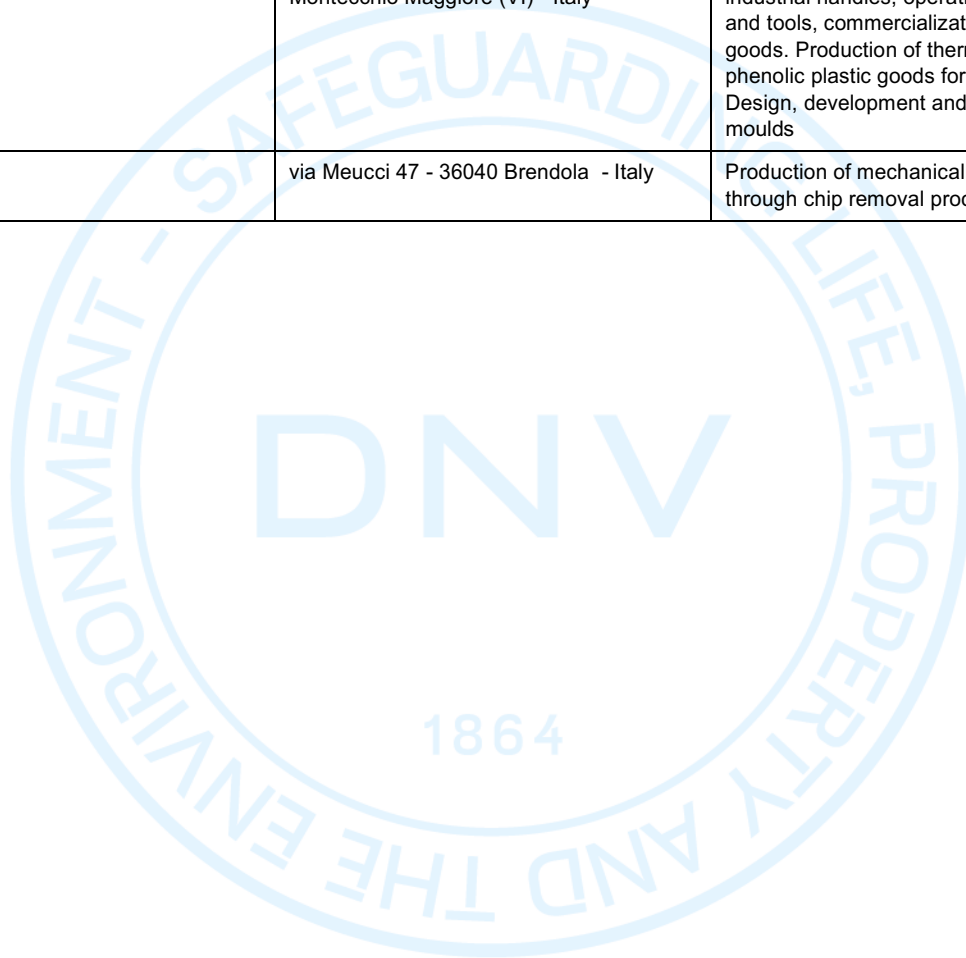 Montecchio Maggiore (VI) - Italy
industrial handles, operati
and tools, commercializat
goods. Production of ther
phenolic plastic goods for
Design, development and
moulds
via Meucci 47 - 36040 Brendola - Italy
Production of mechanical
through chip removal proc
SAFEGUARDING LIFE, PROPERTY AND THE ENVIRONMENT -
DNV
1864